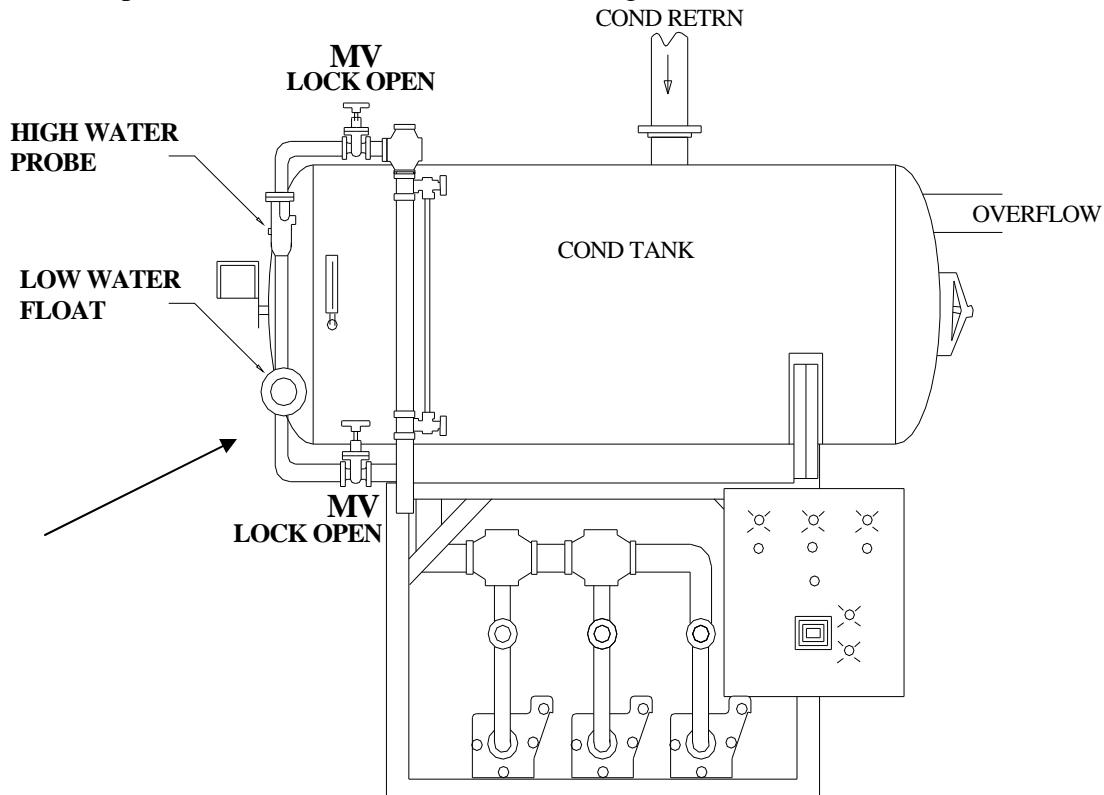 COND RETRN
MV
LOCK OPEN
HIGH WATER
PROBE
OVERFLOW
COND TANK
LOW WATER
FLOAT
MV
LOCK OPEN